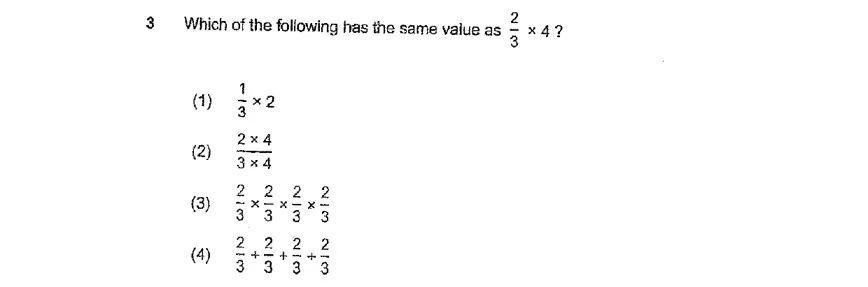 3 Which of the following has the same value as 2/3 × 4 ?
(1) 1/3 × 2
(2) (2 × 4)/(3 × 4)
(3) 2/3 × 2/3 × 2/3 × 2/3
(4) 2/3 + 2/3 + 2/3 + 2/3